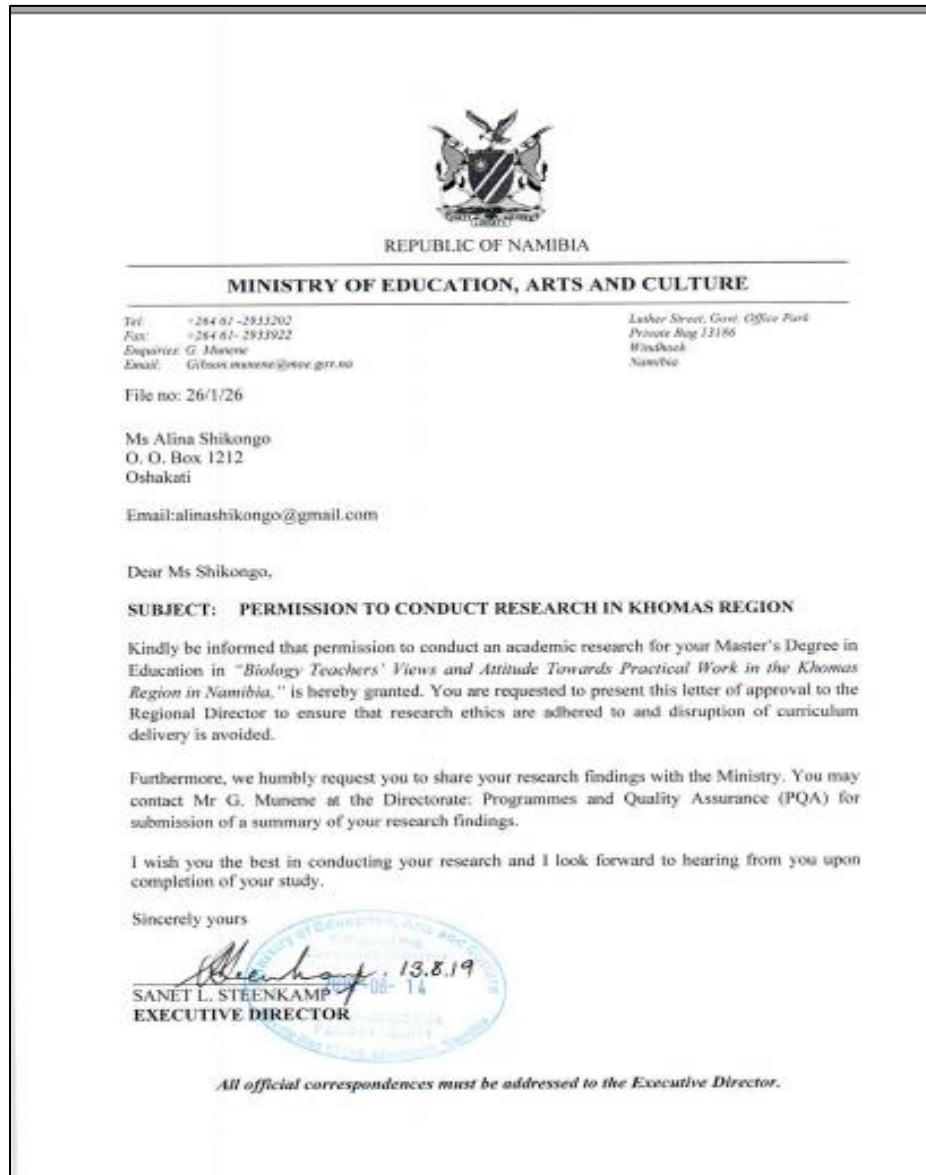 REPUBLIC OF NAMIBIA
MINISTRY OF EDUCATION, ARTS AND CULTURE
Tel: +264 61 -2933202
Fax: +264 61- 2933922
Enquiries: G. Munene
Email: Gibson.munene@moe.gov.na
Luther Street, Govt. Office Park
Private Bag 13186
Windhoek
Namibia
File no: 26/1/26
Ms Alina Shikongo
O. O. Box 1212
Oshakati
Email:alinashikongo@gmail.com
Dear Ms Shikongo,
SUBJECT: PERMISSION TO CONDUCT RESEARCH IN KHOMAS REGION
Kindly be informed that permission to conduct an academic research for your Master's Degree in
Education in "Biology Teachers' Views and Attitude Towards Practical Work in the Khomas
Region in Namibia." is hereby granted. You are requested to present this letter of approval to the
Regional Director to ensure that research ethics are adhered to and disruption of curriculum
delivery is avoided.
Furthermore, we humbly request you to share your research findings with the Ministry. You may
contact Mr G. Munene at the Directorate: Programmes and Quality Assurance (PQA) for
submission of a summary of your research findings.
I wish you the best in conducting your research and I look forward to hearing from you upon
completion of your study.
Sincerely yours
Steenkamp. 13.8.19
SANET L. STEENKAMP
EXECUTIVE DIRECTOR
Ministry of Education, Arts and Culture
08- 14
All official correspondences must be addressed to the Executive Director.